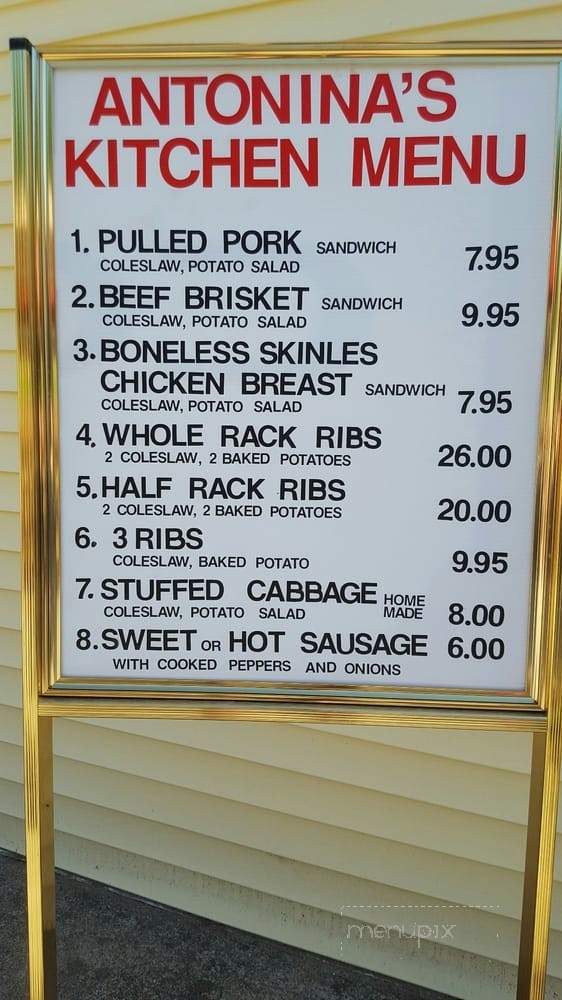 ANTONINA'S
KITCHEN MENU
1. PULLED PORK SANDWICH 7.95
COLESLAW, POTATO SALAD
2. BEEF BRISKET SANDWICH 9.95
COLESLAW, POTATO SALAD
3. BONELESS SKINLES
CHICKEN BREAST SANDWICH 7.95
COLESLAW, POTATO SALAD
4. WHOLE RACK RIBS 26.00
2 COLESLAW, 2 BAKED POTATOES
5. HALF RACK RIBS 20.00
2 COLESLAW, 2 BAKED POTATOES
6. 3 RIBS 9.95
COLESLAW, BAKED POTATO
7. STUFFED CABBAGE HOME MADE 8.00
COLESLAW, POTATO SALAD
8. SWEET OR HOT SAUSAGE 6.00
WITH COOKED PEPPERS AND ONIONS
menupix